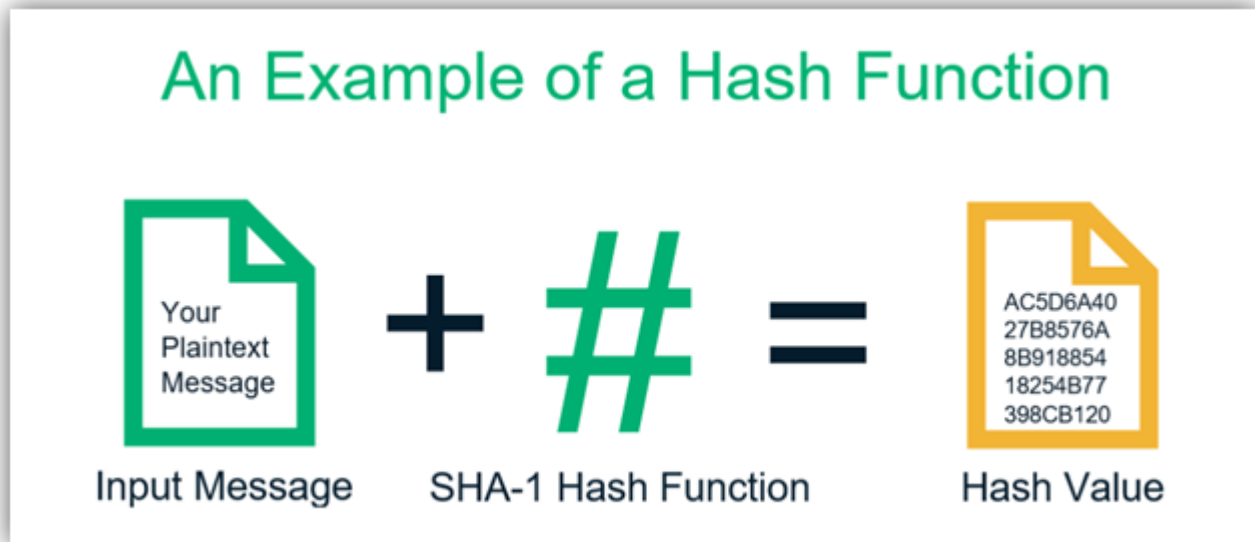 An Example of a Hash Function
Your
Plaintext
Message
+
#
=
AC5D6A40
27B8576A
8B918854
18254B77
398CB120
Input Message
SHA-1 Hash Function
Hash Value